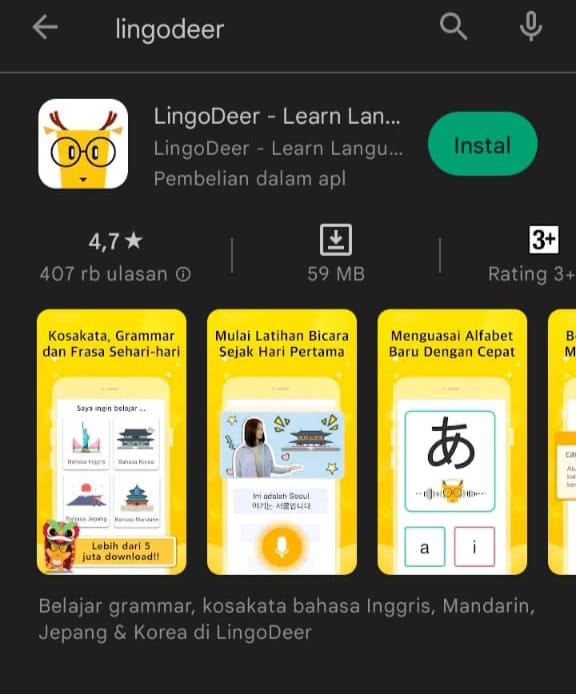 lingodeer
LingoDeer - Learn Lan...
LingoDeer - Learn Langu...
Pembelian dalam apl
Instal
4,7★
407 rb ulasan
59 MB
3+
Rating 3+
Kosakata, Grammar
dan Frasa Sehari-hari
Saya ingin belajar ...
Bahasa Inggris
Bahasa Korea
Bahasa Jepang
Bahasa Mandarin
Lebih dari 5
juta download!!
Mulai Latihan Bicara
Sejak Hari Pertama
Ini adalah Seoul.
여기는 서울입니다.
Menguasai Alfabet
Baru Dengan Cepat
あ
a
i
B
M
Belajar grammar, kosakata bahasa Inggris, Mandarin,
Jepang & Korea di LingoDeer